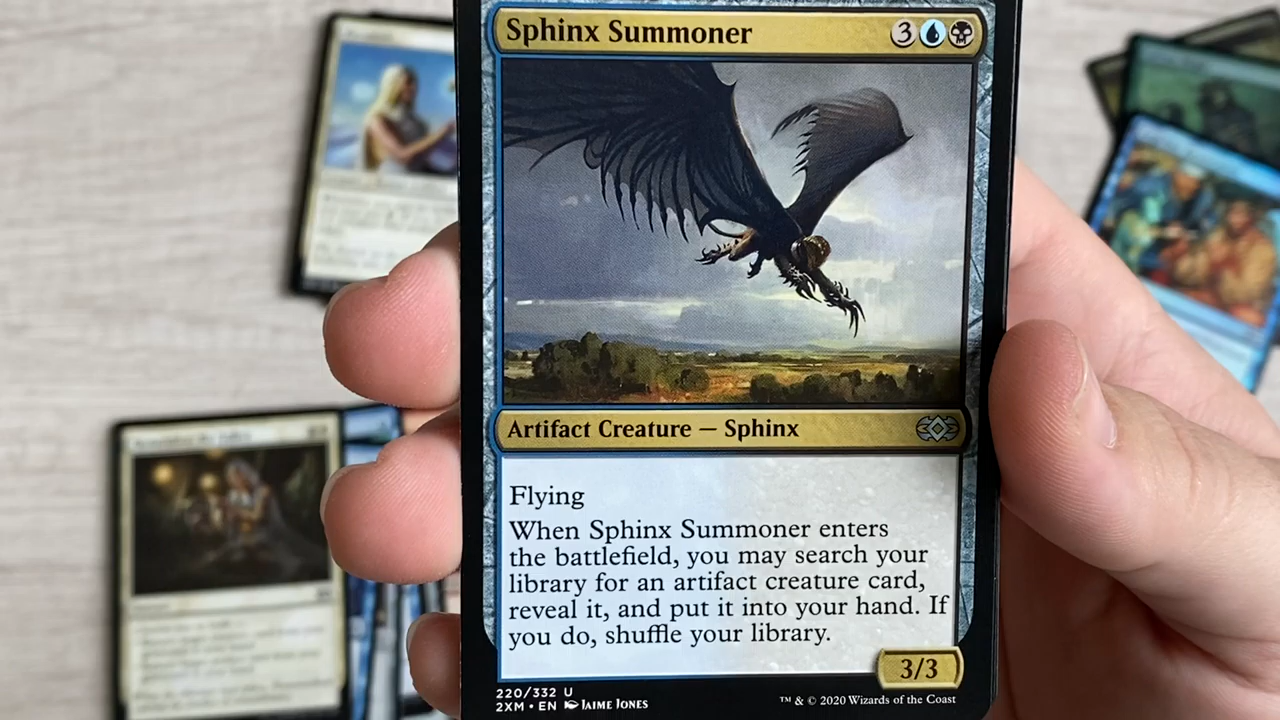 Sphinx Summoner 3
Artifact Creature — Sphinx
Flying
When Sphinx Summoner enters
the battlefield, you may search your
library for an artifact creature card,
reveal it, and put it into your hand. If
you do, shuffle your library.
3/3
220/332 U
2XM • EN JAIME JONES
™ & © 2020 Wizards of the Coast